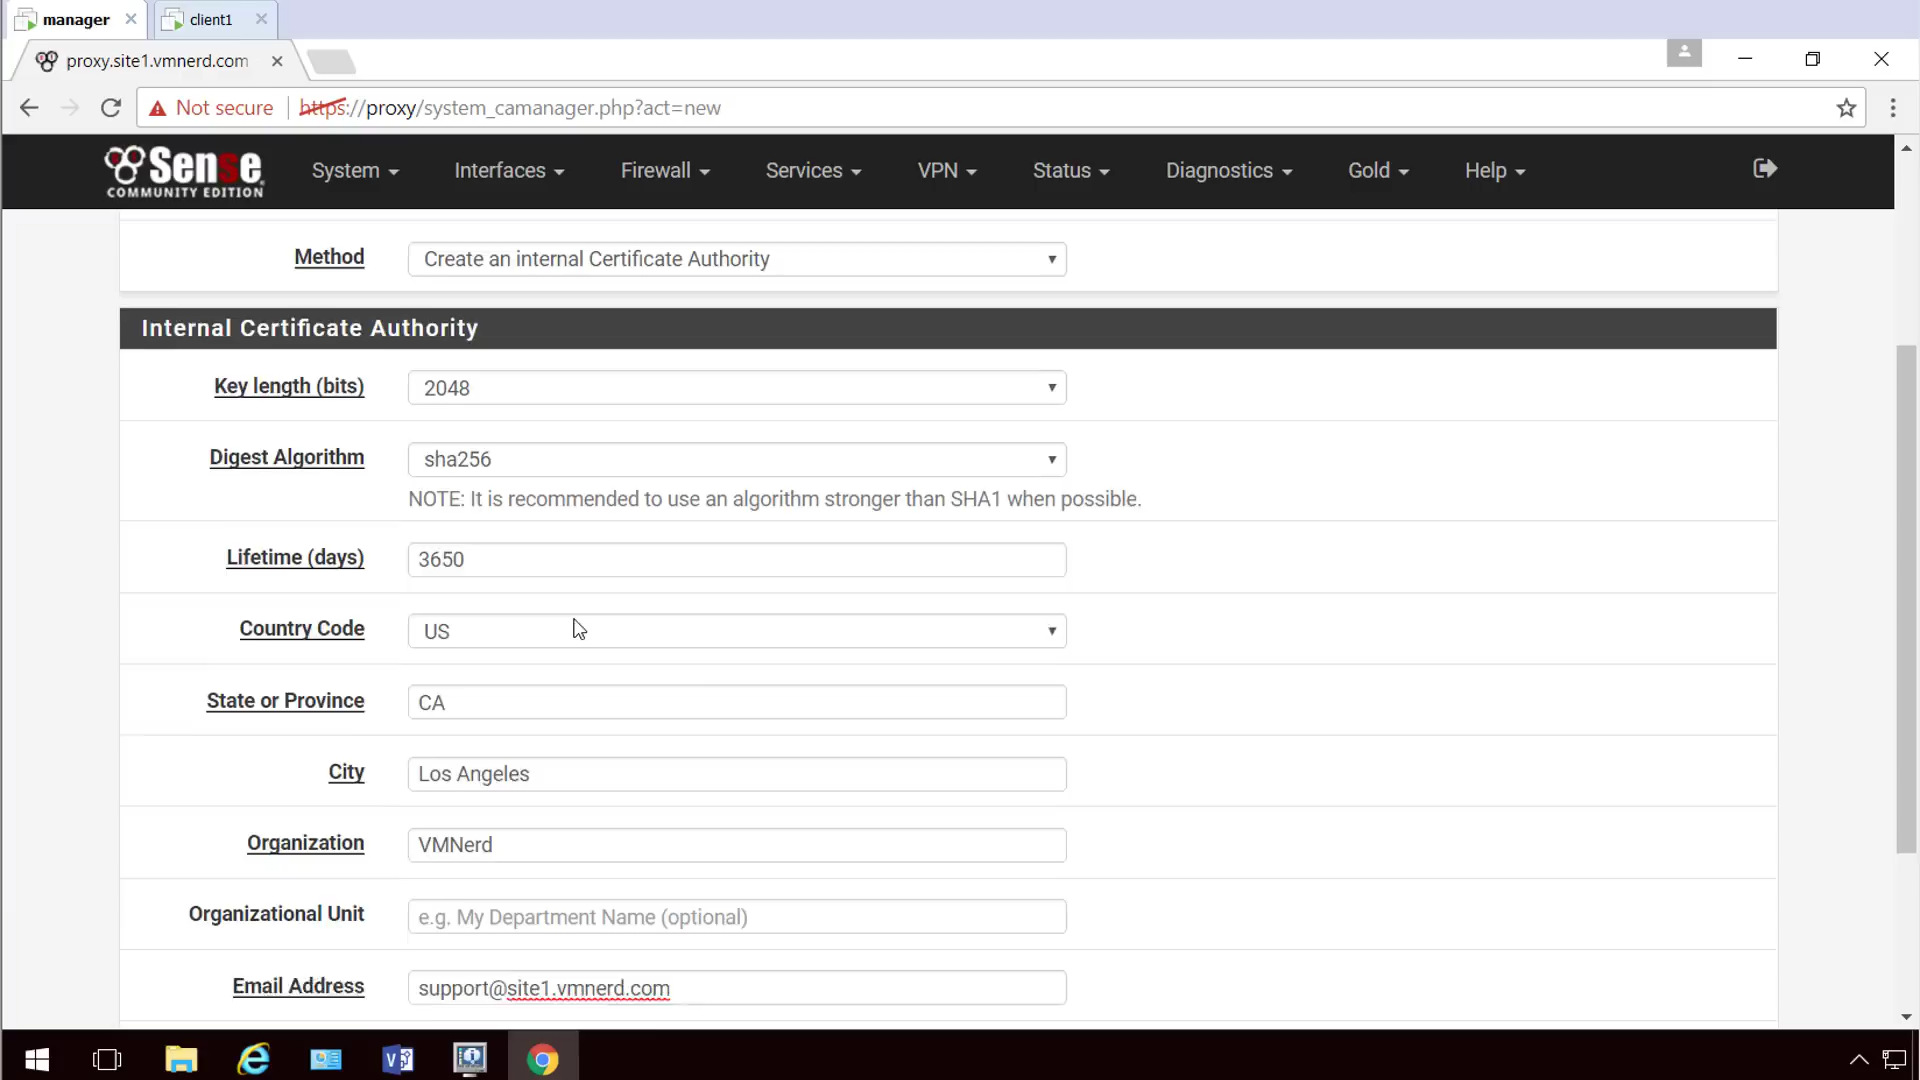 manager
client1
proxy.site1.vmnerd.com
Not secure
https://proxy/system_camanager.php?act=new
Sense
COMMUNITY EDITION
System
Interfaces
Firewall
Services
VPN
Status
Diagnostics
Gold
Help
Method
Create an internal Certificate Authority
Internal Certificate Authority
Key length (bits)
2048
Digest Algorithm
sha256
NOTE: It is recommended to use an algorithm stronger than SHA1 when possible.
Lifetime (days)
3650
Country Code
US
State or Province
CA
City
Los Angeles
Organization
VMNerd
Organizational Unit
e.g. My Department Name (optional)
Email Address
support@site1.vmnerd.com